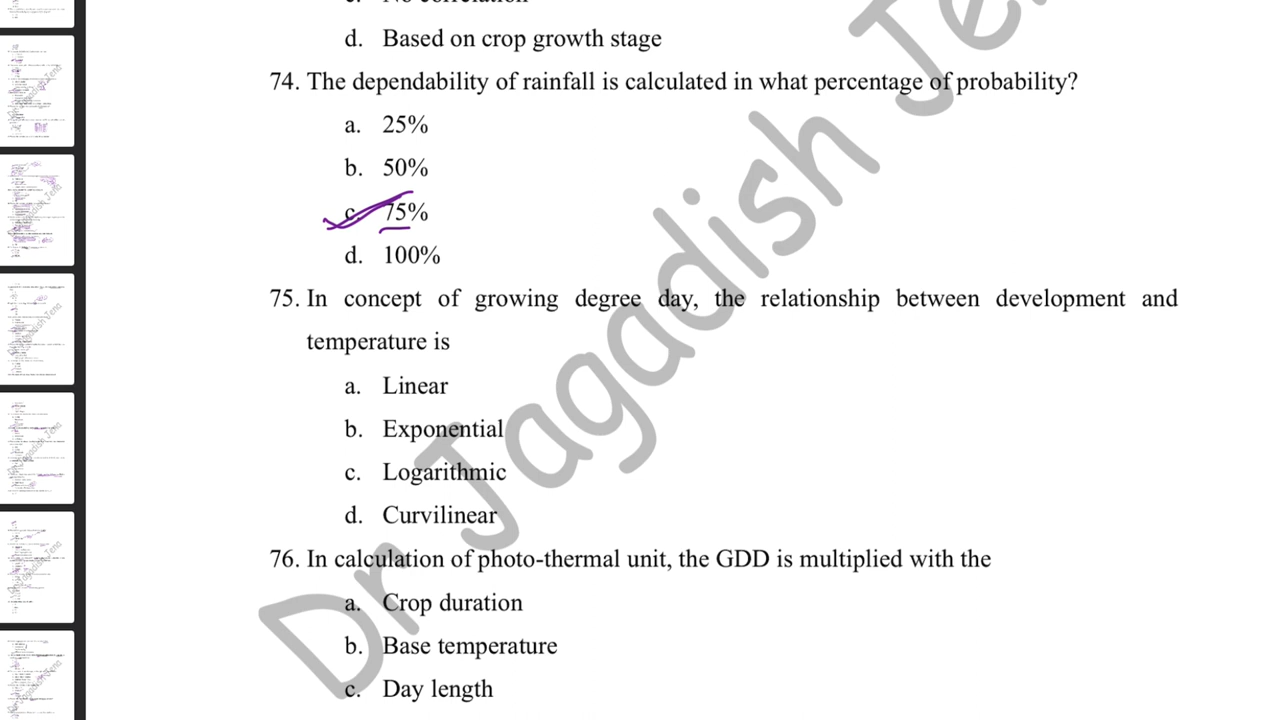 d. Based on crop growth stage
74. The dependability of rainfall is calculated in what percentage of probability?
a. 25%
b. 50%
c. 75%
d. 100%
75. In concept of growing degree day, the relationship between development and
temperature is
a. Linear
b. Exponential
c. Logarithmic
d. Curvilinear
76. In calculation of photo-thermal unit, the GDD is multiplied with the
a. Crop duration
b. Base temperature
c. Day length
Dr Jagadish Jen